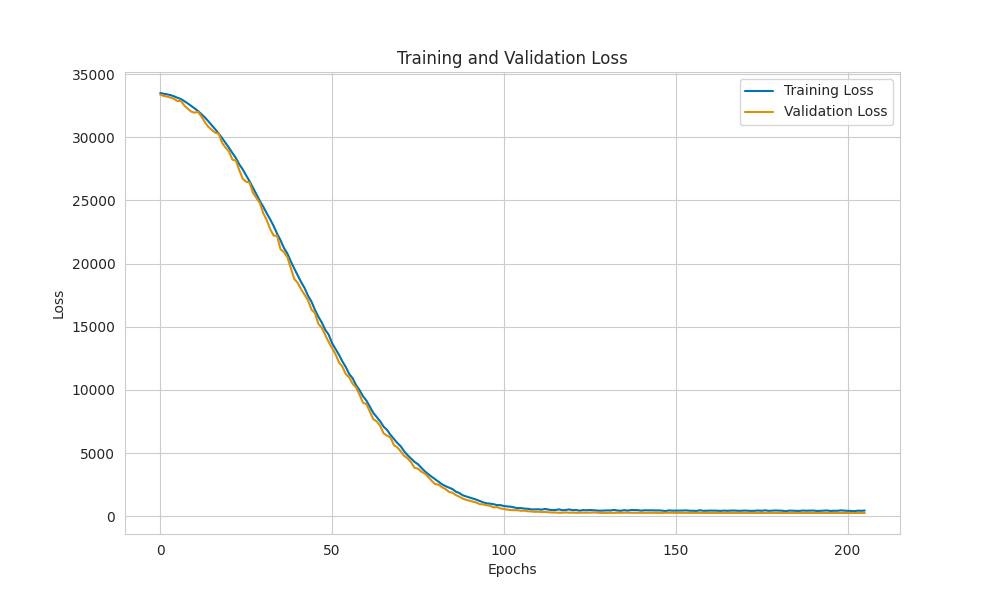 Training and Validation Loss
35000
30000
25000
20000
15000
10000
5000
0
Loss
Training Loss
Validation Loss
0
50
100
150
200
Epochs